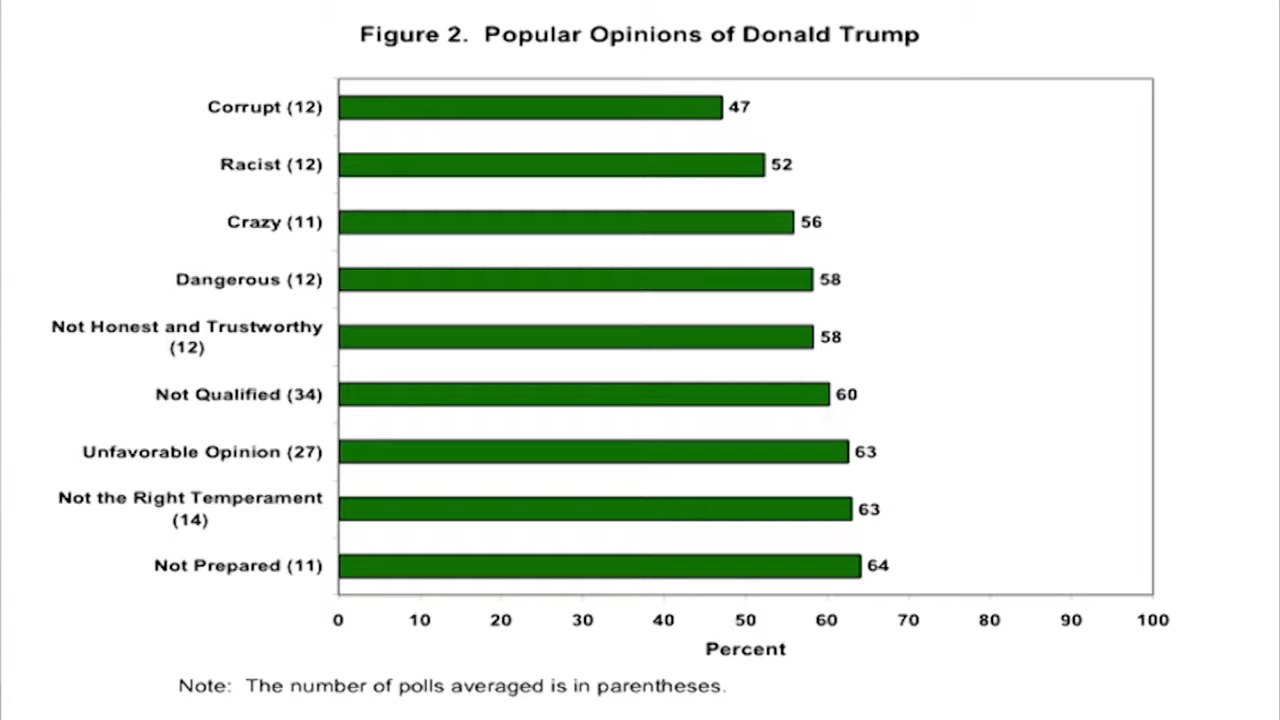 Figure 2.  Popular Opinions of Donald Trump
Corrupt (12)
47
Racist (12)
52
Crazy (11)
56
Dangerous (12)
58
Not Honest and Trustworthy
(12)
58
Not Qualified (34)
60
Unfavorable Opinion (27)
63
Not the Right Temperament
(14)
63
Not Prepared (11)
64
0 10 20 30 40 50 60 70 80 90 100
Percent
Note:  The number of polls averaged is in parentheses.